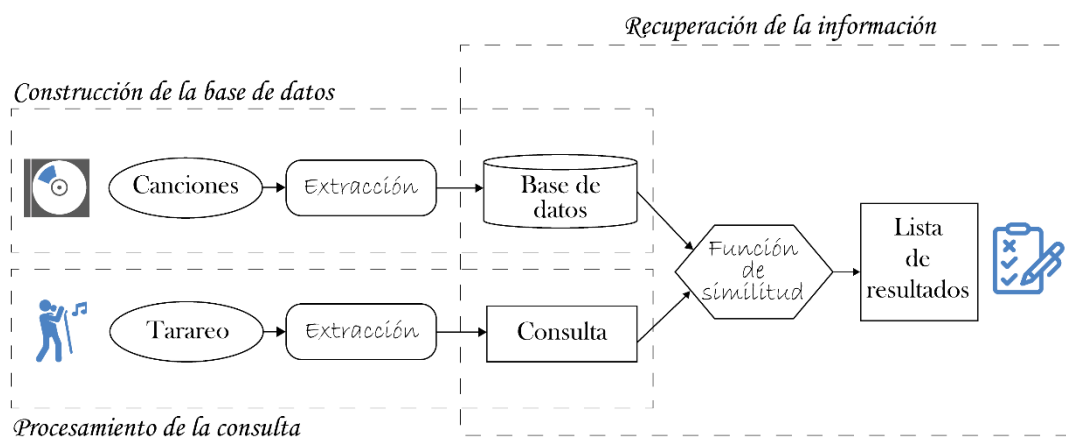 Recuperación de la información
Construcción de la base de datos
Canciones
Extracción
Base de
datos
Función
de
similitud
Lista
de
resultados
Tarareo
Extracción
Consulta
Procesamiento de la consulta